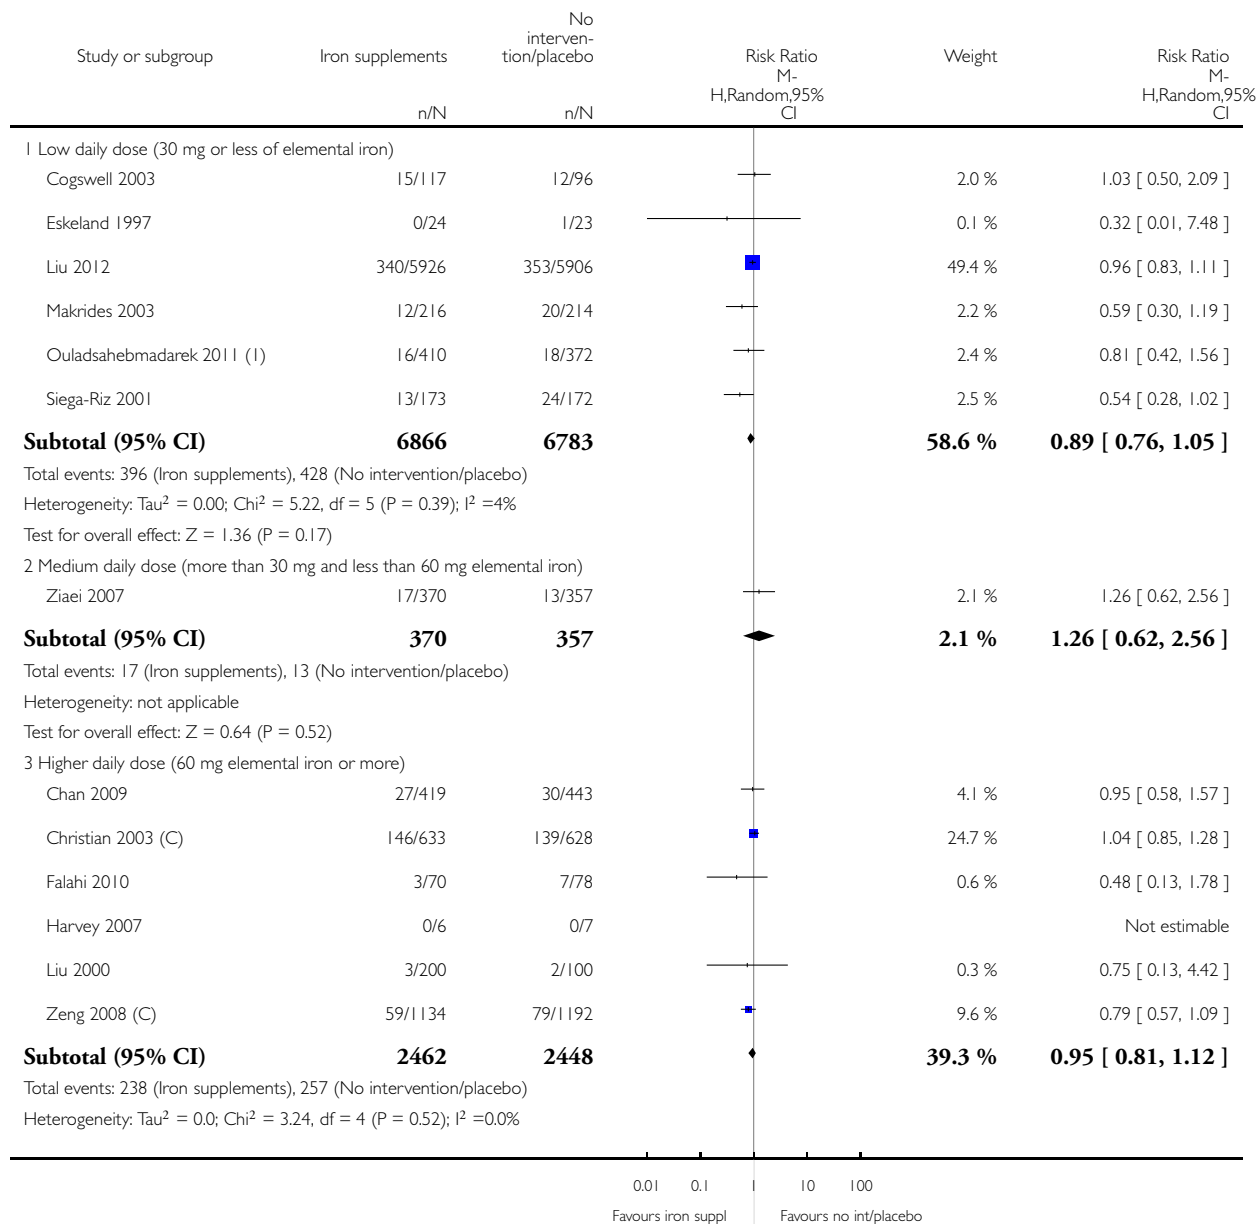 Study or subgroup Iron supplements No interven-tion/placebo Risk Ratio Weight Risk Ratio
M-H,Random,95% CI M-H,Random,95% CI
n/N n/N
1 Low daily dose (30 mg or less of elemental iron)
Cogswell 2003 15/117 12/96 2.0 % 1.03 [ 0.50, 2.09 ]
Eskeland 1997 0/24 1/23 0.1 % 0.32 [ 0.01, 7.48 ]
Liu 2012 340/5926 353/5906 49.4 % 0.96 [ 0.83, 1.11 ]
Makrides 2003 12/216 20/214 2.2 % 0.59 [ 0.30, 1.19 ]
Ouladsahebmadarek 2011 (1) 16/410 18/372 2.4 % 0.81 [ 0.42, 1.56 ]
Siega-Riz 2001 13/173 24/172 2.5 % 0.54 [ 0.28, 1.02 ]
Subtotal (95% CI) 6866 6783 58.6 % 0.89 [ 0.76, 1.05 ]
Total events: 396 (Iron supplements), 428 (No intervention/placebo)
Heterogeneity: Tau² = 0.00; Chi² = 5.22, df = 5 (P = 0.39); I² =4%
Test for overall effect: Z = 1.36 (P = 0.17)
2 Medium daily dose (more than 30 mg and less than 60 mg elemental iron)
Ziaei 2007 17/370 13/357 2.1 % 1.26 [ 0.62, 2.56 ]
Subtotal (95% CI) 370 357 2.1 % 1.26 [ 0.62, 2.56 ]
Total events: 17 (Iron supplements), 13 (No intervention/placebo)
Heterogeneity: not applicable
Test for overall effect: Z = 0.64 (P = 0.52)
3 Higher daily dose (60 mg elemental iron or more)
Chan 2009 27/419 30/443 4.1 % 0.95 [ 0.58, 1.57 ]
Christian 2003 (C) 146/633 139/628 24.7 % 1.04 [ 0.85, 1.28 ]
Falahi 2010 3/70 7/78 0.6 % 0.48 [ 0.13, 1.78 ]
Harvey 2007 0/6 0/7 Not estimable
Liu 2000 3/200 2/100 0.3 % 0.75 [ 0.13, 4.42 ]
Zeng 2008 (C) 59/1134 79/1192 9.6 % 0.79 [ 0.57, 1.09 ]
Subtotal (95% CI) 2462 2448 39.3 % 0.95 [ 0.81, 1.12 ]
Total events: 238 (Iron supplements), 257 (No intervention/placebo)
Heterogeneity: Tau² = 0.0; Chi² = 3.24, df = 4 (P = 0.52); I² =0.0%
0.01 0.1 1 10 100
Favours iron suppl Favours no int/placebo